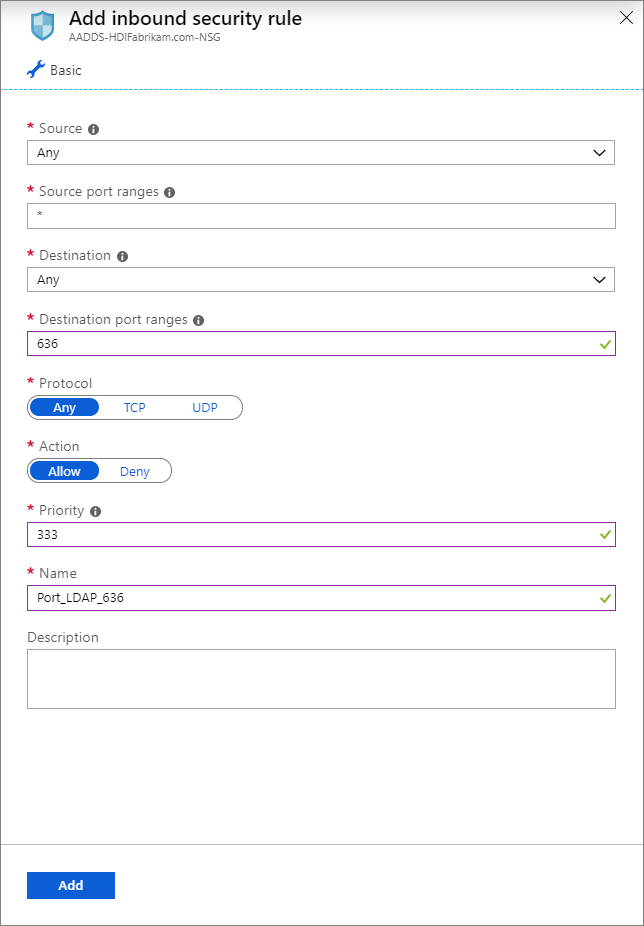 Add inbound security rule
AADDS-HDIFabrikam.com-NSG
Basic
* Source
Any
* Source port ranges
*
* Destination
Any
* Destination port ranges
636
* Protocol
Any TCP UDP
* Action
Allow Deny
* Priority
333
* Name
Port_LDAP_636
Description
Add